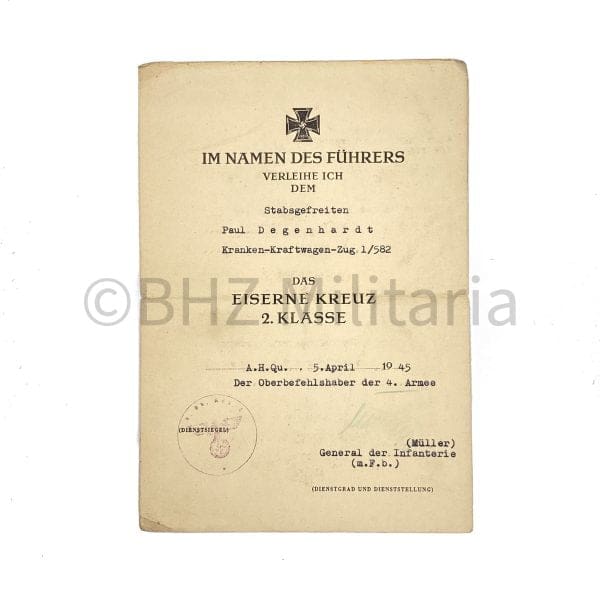 IM NAMEN DES FÜHRERS
VERLEIHE ICH
DEM
Stabsgefreiten
Paul Degenhardt
Kranken-Kraftwagen-Zug 1/582
DAS
EISERNE KREUZ
2. KLASSE
©BHZ Militaria
A.H.Qu. , 5.April 1945
Der Oberbefehlshaber der 4. Armee
(DIENSTSIEGEL)
(Müller)
General der Infanterie
(m.F.b.)
(DIENSTGRAD UND DIENSTSTELLUNG)